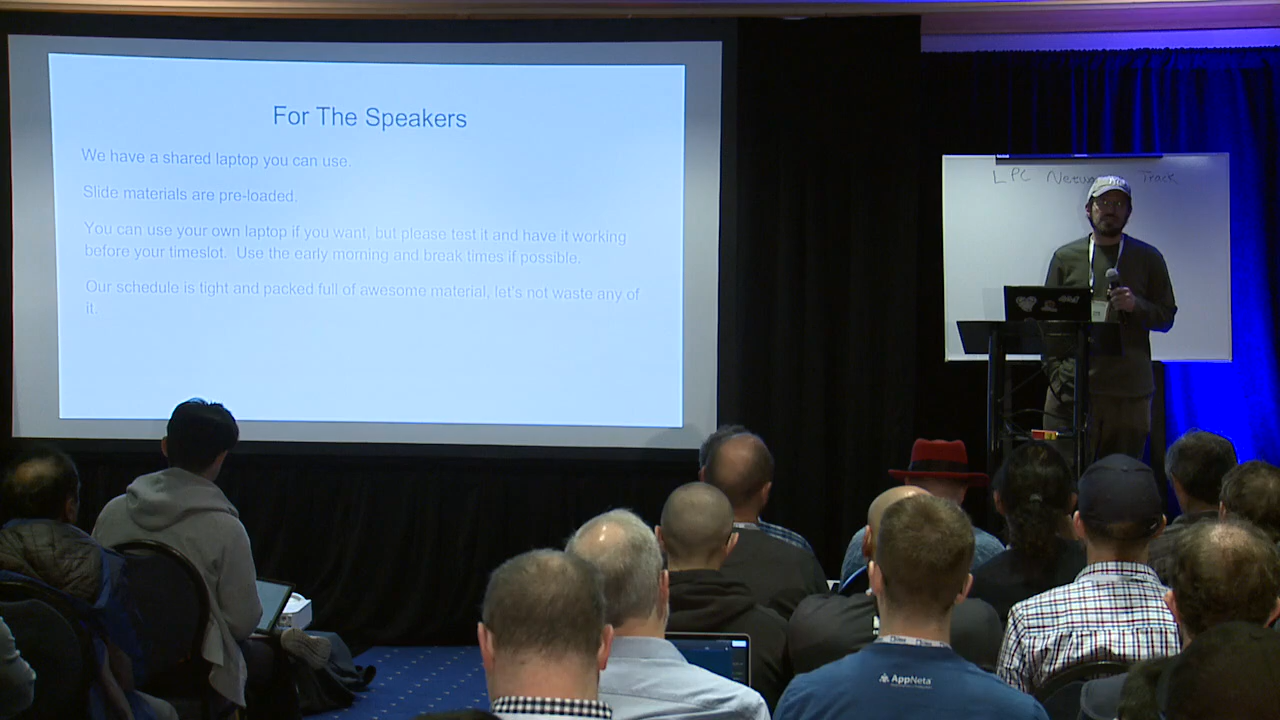 For The Speakers
We have a shared laptop you can use.
Slide materials are pre-loaded.
You can use your own laptop if you want, but please test it and have it working
before your timeslot. Use the early morning and break times if possible.
Our schedule is tight and packed full of awesome material, let's not waste any of
it.
LPC Track
AppNeta